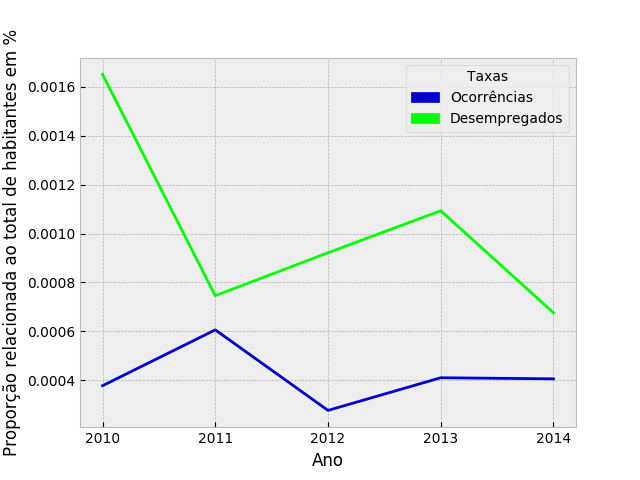 Proporção relacionada ao total de habitantes em %
0.0016
0.0014
0.0012
0.0010
0.0008
0.0006
0.0004
Taxas
Ocorrências
Desempregados
2010 2011 2012 2013 2014
Ano